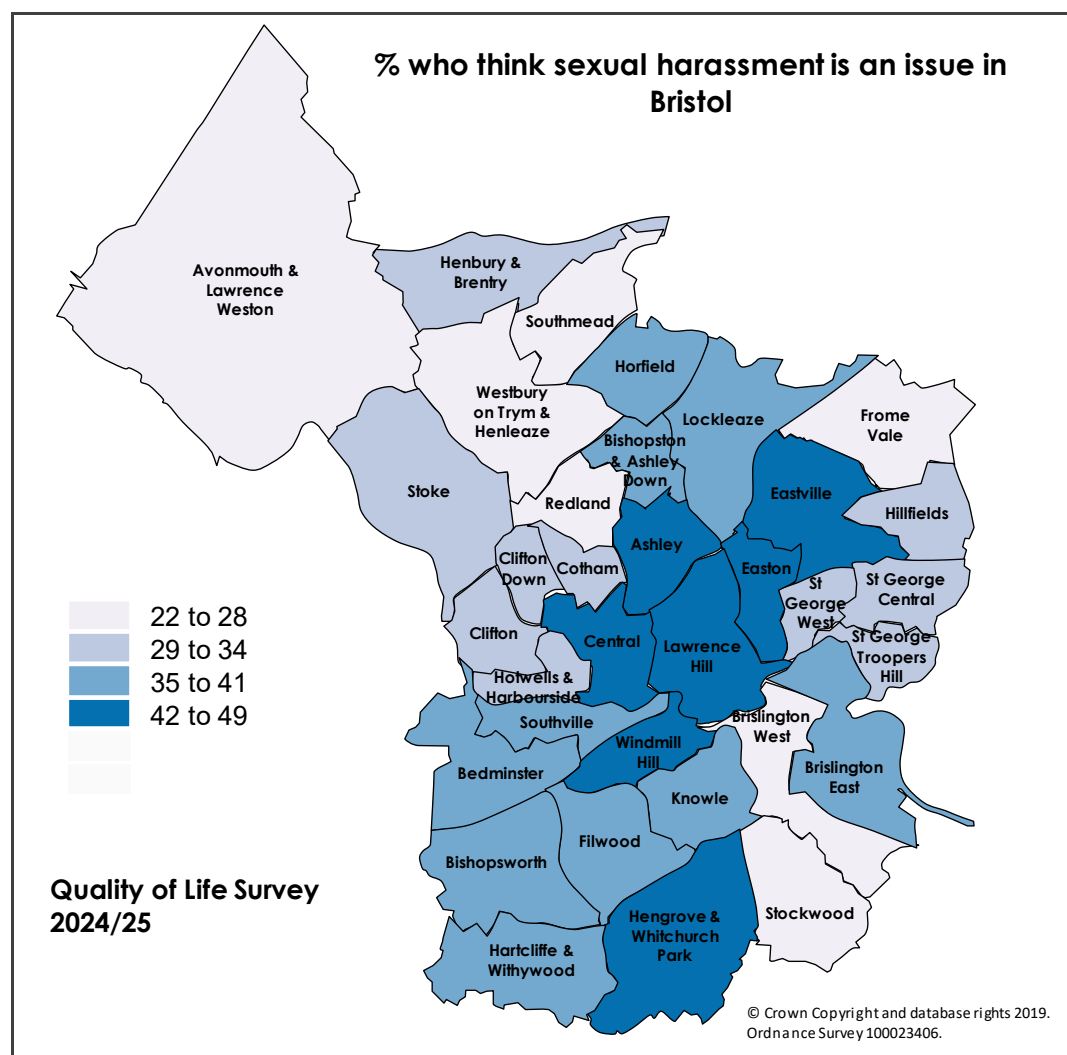 % who think sexual harassment is an issue in
Bristol
Avonmouth &
Lawrence
Weston
Henbury &
Brentry
Southmead
Horfield
Westbury
on Trym &
Henleaze
Lockleaze
Frome
Vale
Bishopston
& Ashley
Down
Stoke
Redland
Eastville
Hillfields
Ashley
Clifton
Down
Cotham
Easton
St
George
West
St George
Central
Clifton
Central
Lawrence
Hill
St George
Troopers
Hill
Hotwells &
Harbourside
Southville
Windmill
Hill
Brislington
West
Bedminster
Brislington
East
Knowle
Filwood
Bishopsworth
Stockwood
Hengrove &
Whitchurch
Park
Hartcliffe &
Withywood
22 to 28
29 to 34
35 to 41
42 to 49
Quality of Life Survey
2024/25
© Crown Copyright and database rights 2019.
Ordnance Survey 100023406.